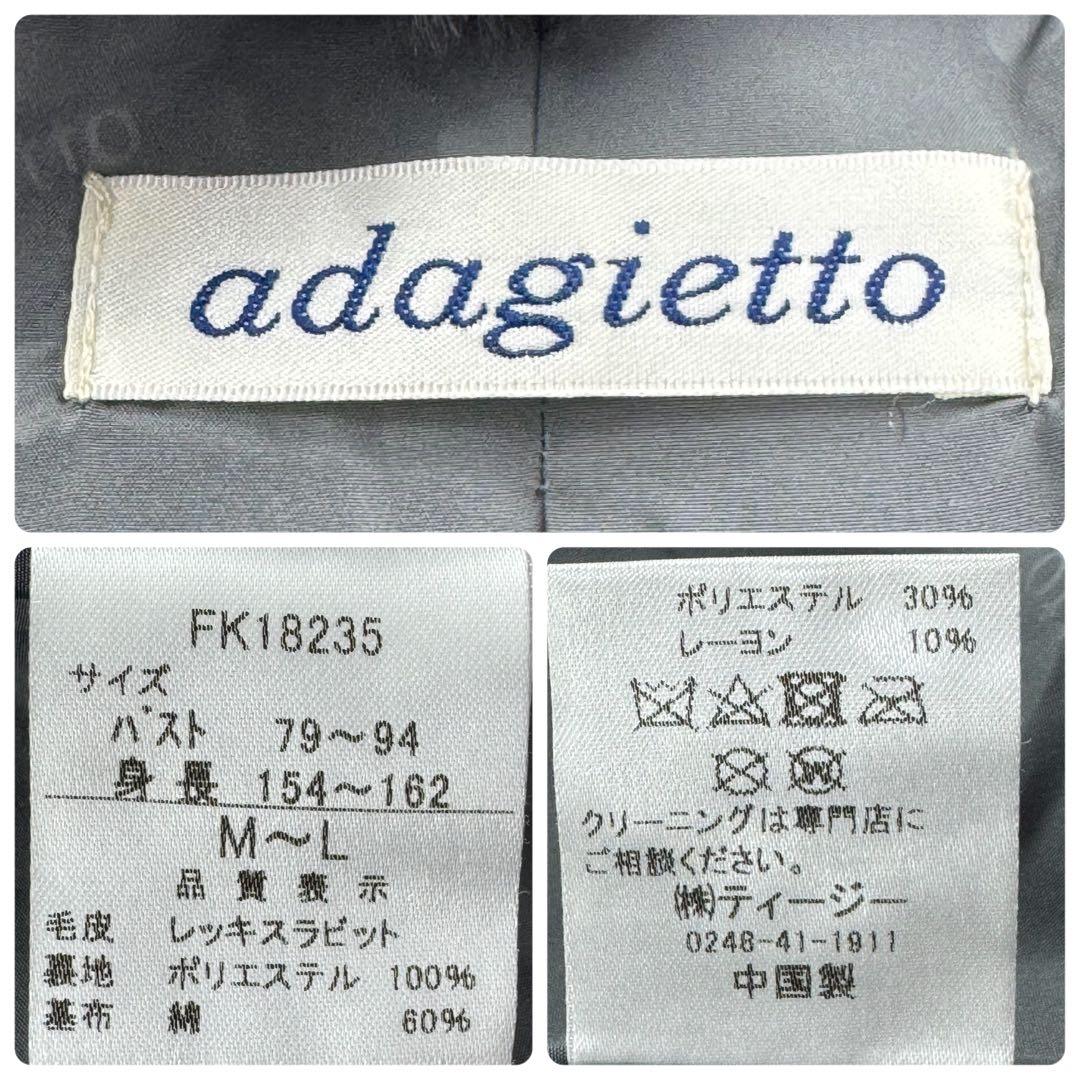 adagietto
FK18235
サイズ
バスト 79～94
身長 154～162
M～L
品質表示
毛皮 レッキスラビット
裏地 ポリエステル 100%
基布 綿 60%
ポリエステル 30%
レーヨン 10%
クリーニングは専門店に
ご相談ください。
(株)ティージー
0248-41-1911
中国製